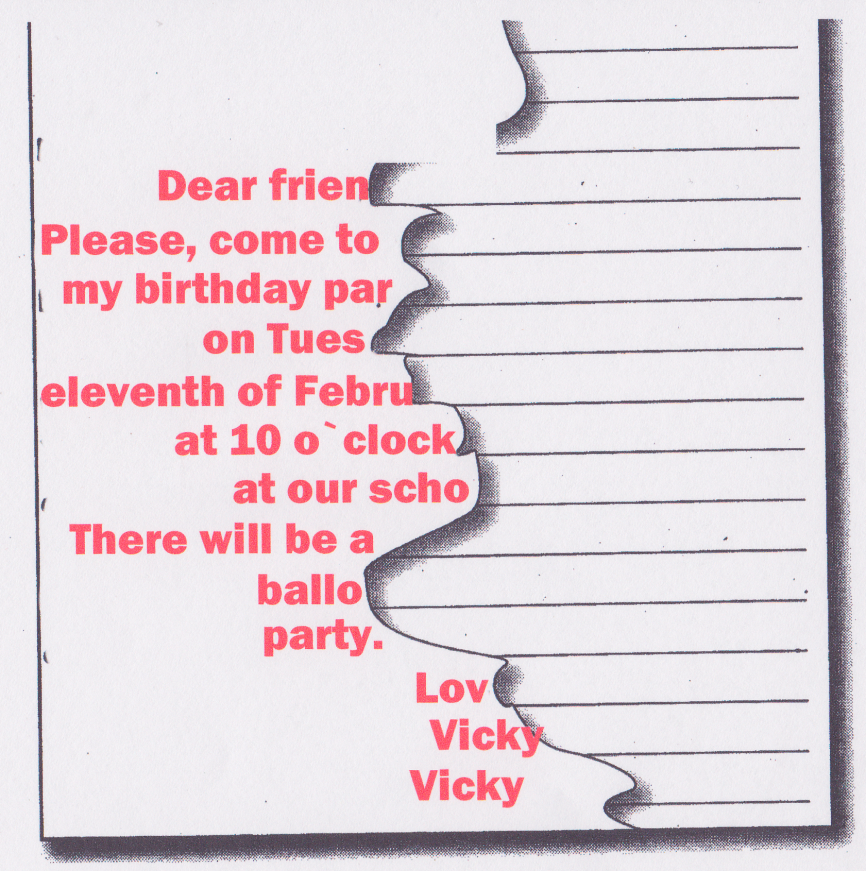 Dear frien
Please, come to
my birthday par
on Tues
eleventh of Febru
at 10 o`clock
at our scho
There will be a
ballo
party.
Lov
Vicky
Vicky